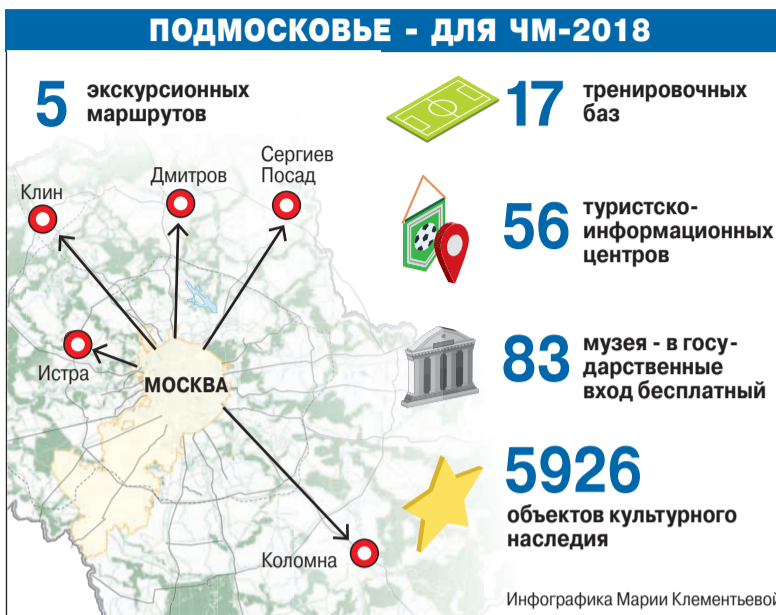 ПОДМОСКОВЬЕ - ДЛЯ ЧМ-2018
5 экскурсионных
маршрутов
Клин
Дмитров
Сергиев
Посад
Истра
МОСКВА
Коломна
17 тренировочных
баз
56 туристско-
информационных
центров
83 музея - в госу-
дарственные
вход бесплатный
5926
объектов культурного
наследия
Инфографика Марии Клементьевой